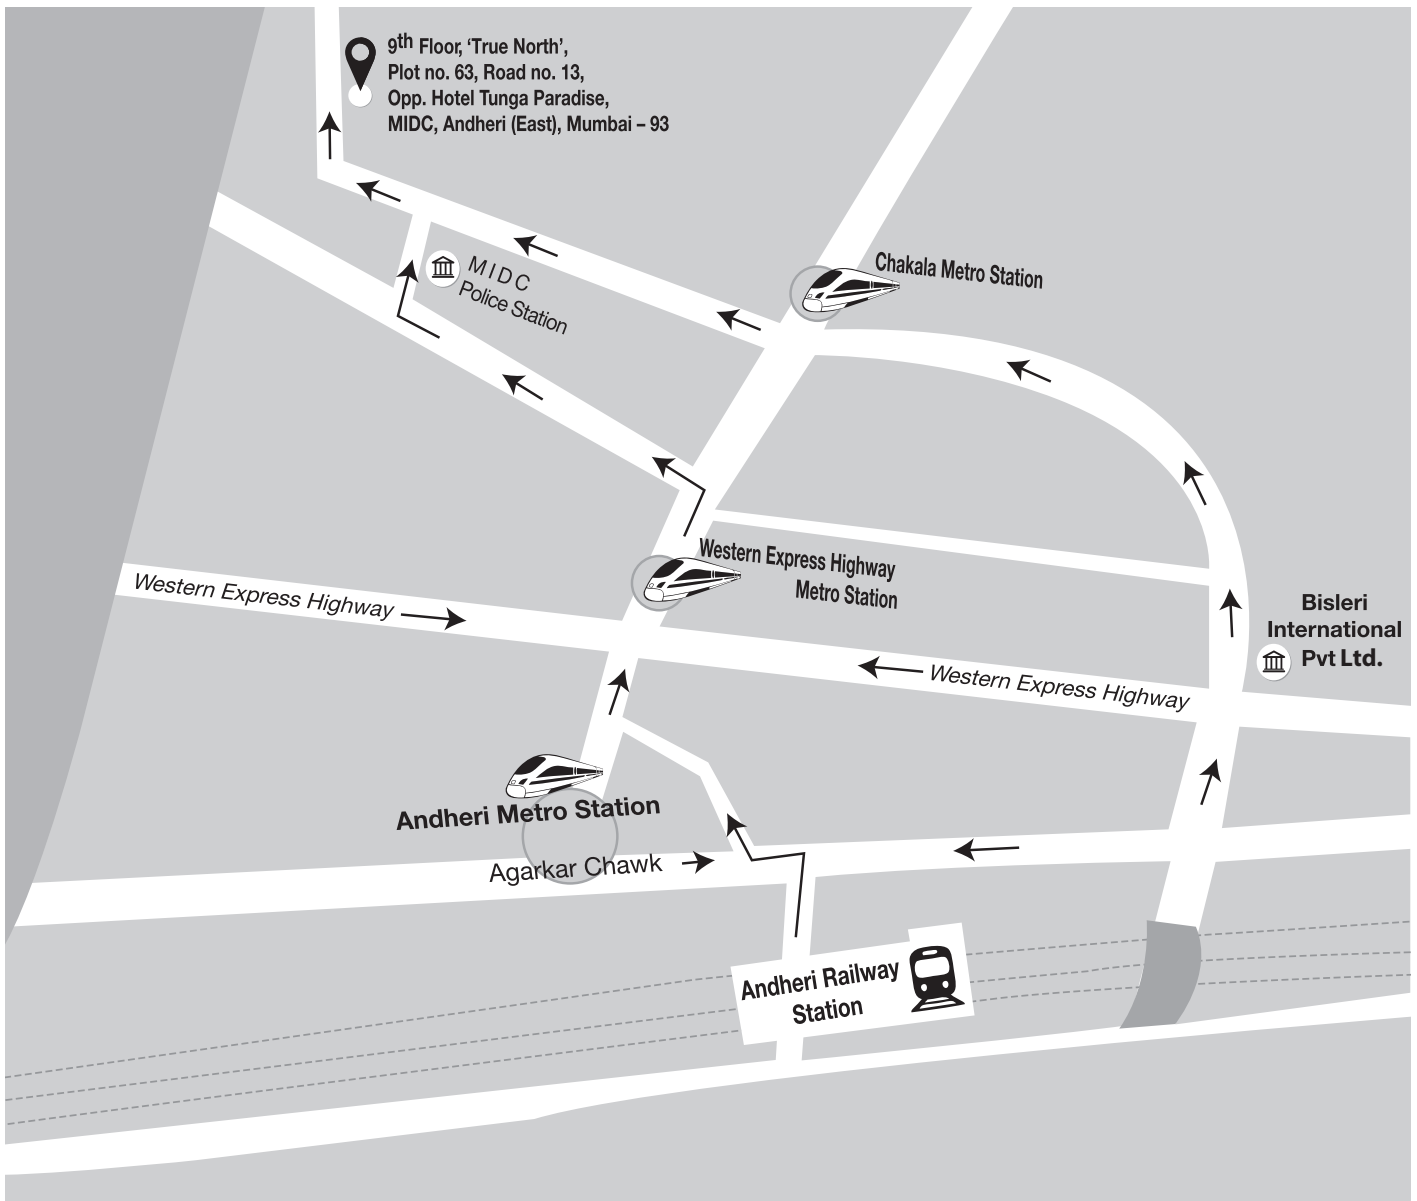 9th Floor, ‘True North’,
Plot no. 63, Road no. 13,
Opp. Hotel Tunga Paradise,
MIDC, Andheri (East), Mumbai – 93
MIDC
Police Station
Chakala Metro Station
Western Express Highway
Metro Station
Western Express Highway
Bisleri
International
Pvt Ltd.
Western Express Highway
Andheri Metro Station
Agarkar Chawk
Andheri Railway
Station